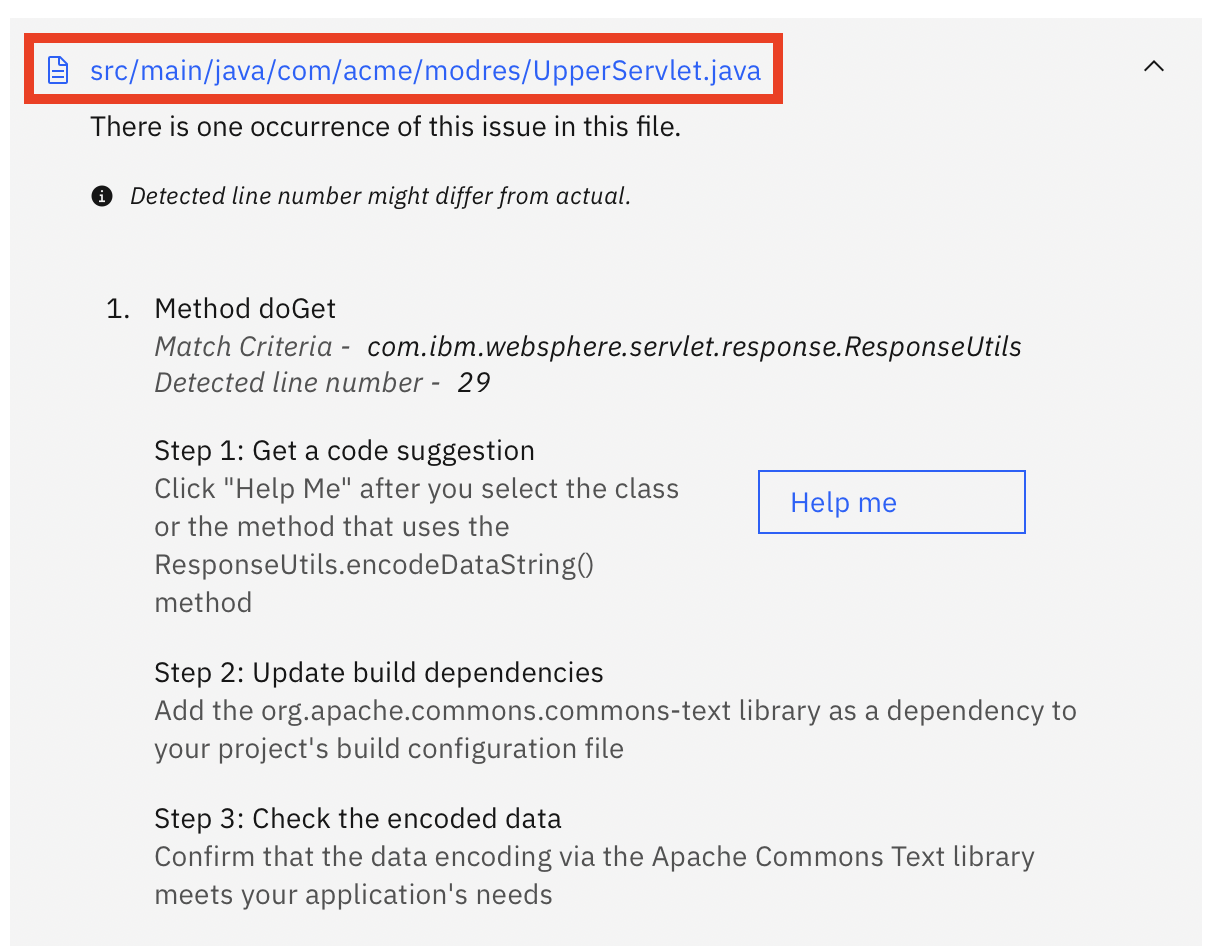 src/main/java/com/acme/modres/UpperServlet.java
There is one occurrence of this issue in this file.
Detected line number might differ from actual.
1. Method doGet
Match Criteria - com.ibm.websphere.servlet.response.ResponseUtils
Detected line number - 29
Step 1: Get a code suggestion
Click "Help Me" after you select the class
or the method that uses the
ResponseUtils.encodeDataString()
method
Help me
Step 2: Update build dependencies
Add the org.apache.commons.commons-text library as a dependency to
your project's build configuration file
Step 3: Check the encoded data
Confirm that the data encoding via the Apache Commons Text library
meets your application's needs